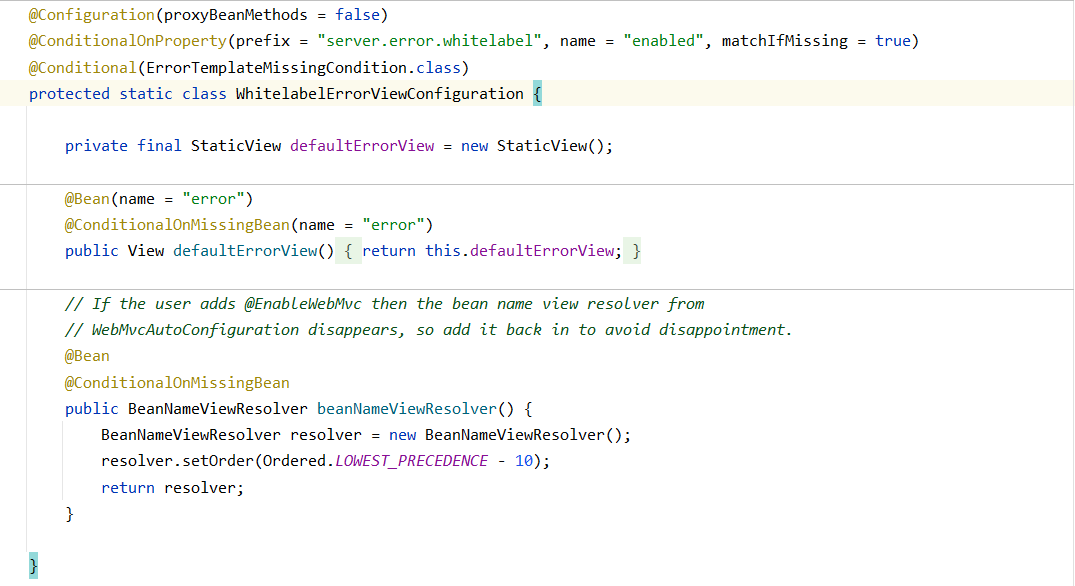 @Configuration(proxyBeanMethods = false)
@ConditionalOnProperty(prefix = "server.error.whitelabel", name = "enabled", matchIfMissing = true)
@Conditional(ErrorTemplateMissingCondition.class)
protected static class WhitelabelErrorViewConfiguration {
private final StaticView defaultErrorView = new StaticView();
@Bean(name = "error")
@ConditionalOnMissingBean(name = "error")
public View defaultErrorView() { return this.defaultErrorView; }
// If the user adds @EnableWebMvc then the bean name view resolver from
// WebMvcAutoConfiguration disappears, so add it back in to avoid disappointment.
@Bean
@ConditionalOnMissingBean
public BeanNameViewResolver beanNameViewResolver() {
BeanNameViewResolver resolver = new BeanNameViewResolver();
resolver.setOrder(Ordered.LOWEST_PRECEDENCE - 10);
return resolver;
}
}